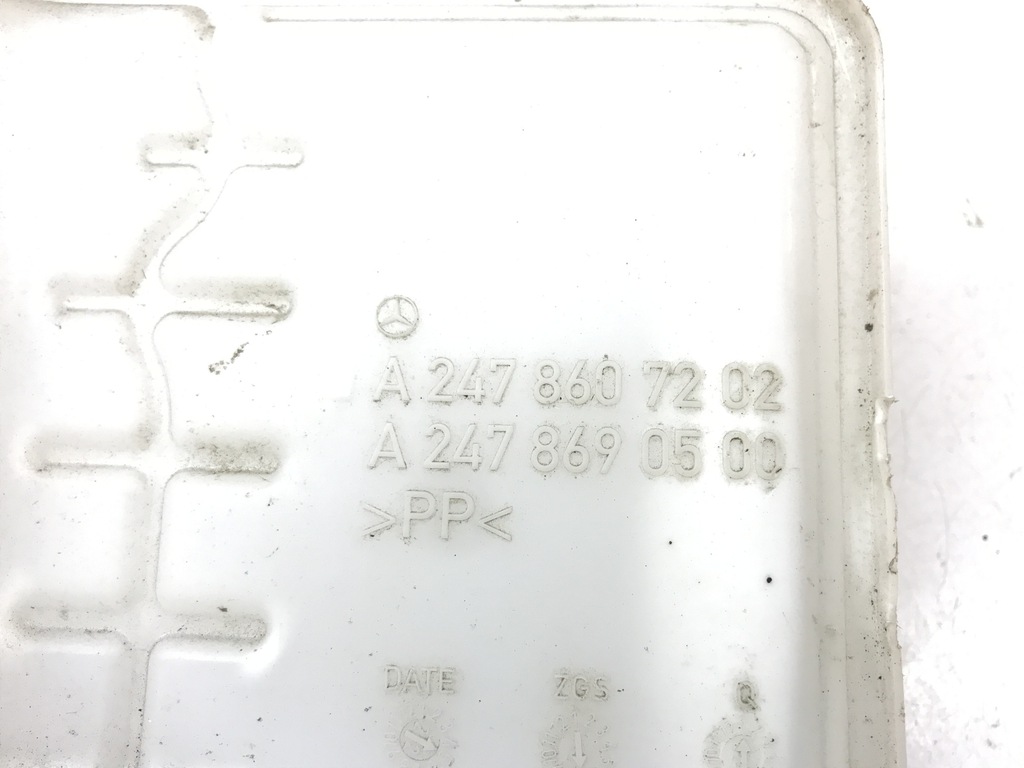 A 247 860 72 02
A 247 869 05 00
>PP<
DATE ZGS Q